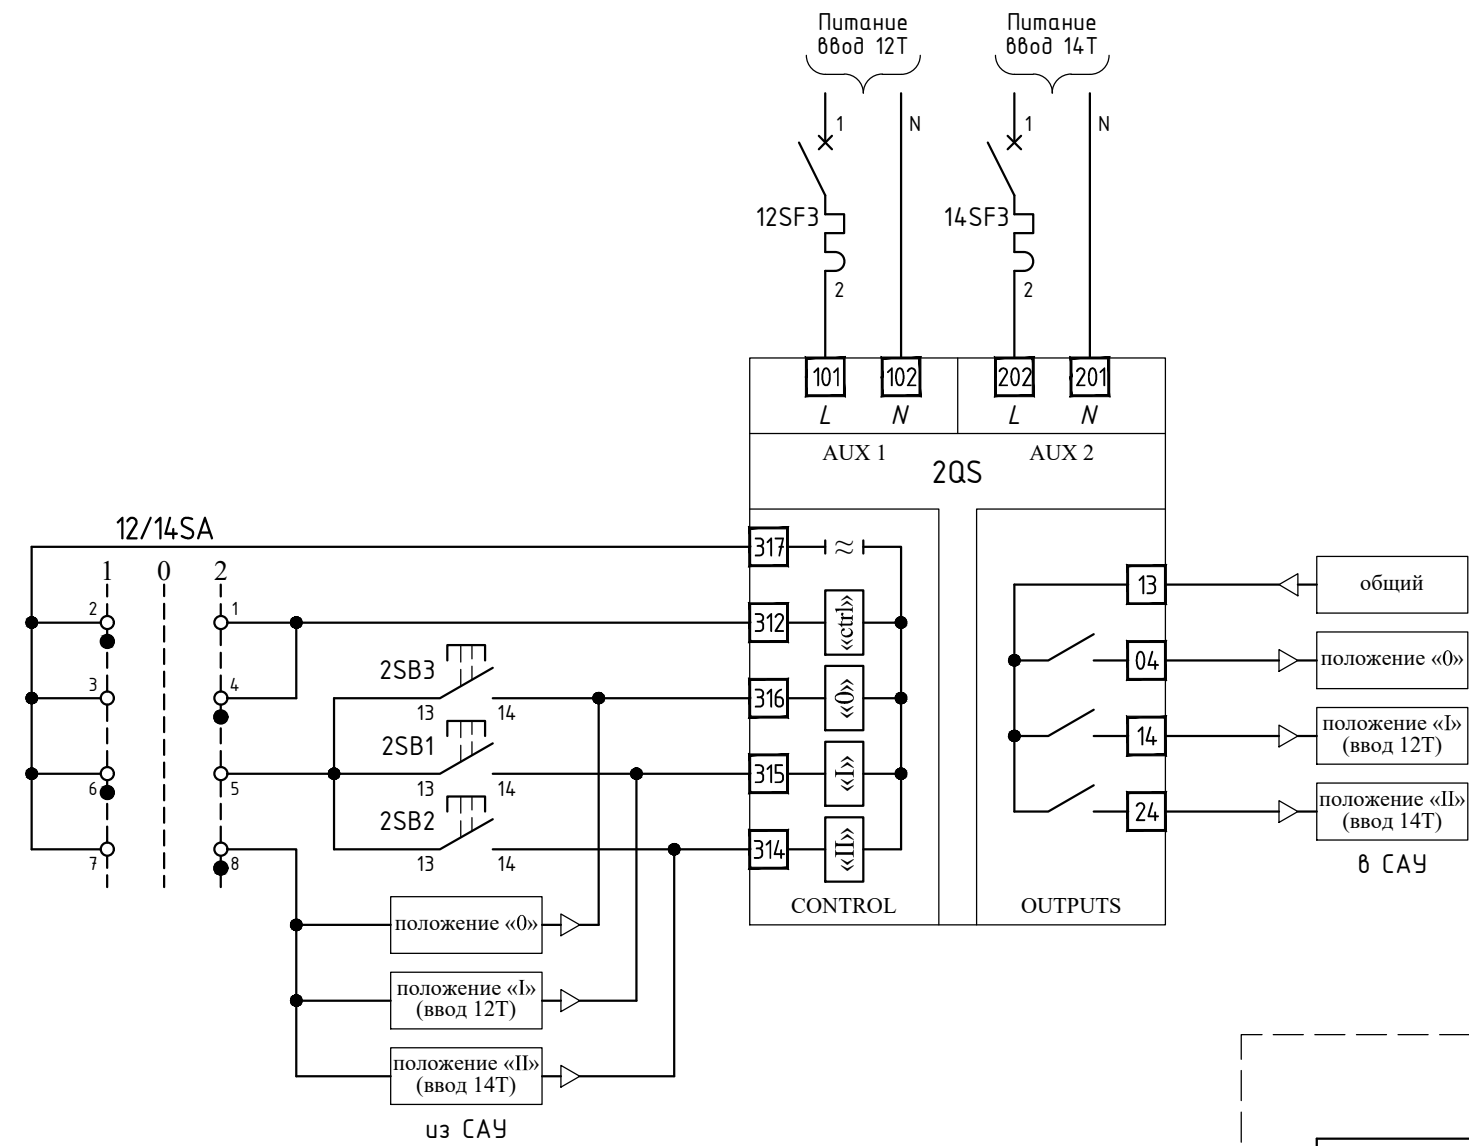 Питание
ввод 12Т
Питание
ввод 14Т
1
N
1
N
12SF3
14SF3
2
2
101
102
202
201
L
N
L
N
AUX 1
AUX 2
2QS
12/14SA
317
≈
1
0
2
13
общий
2
1
312
«ctrl»
2SB3
04
положение «0»
3
4
316
«0»
13
14
2SB1
14
положение «I»
(ввод 12Т)
6
5
13
14
315
«I»
2SB2
24
положение «II»
(ввод 14Т)
7
8
13
14
314
«II»
в САУ
CONTROL
OUTPUTS
положение «0»
положение «I»
(ввод 12Т)
положение «II»
(ввод 14Т)
из САУ